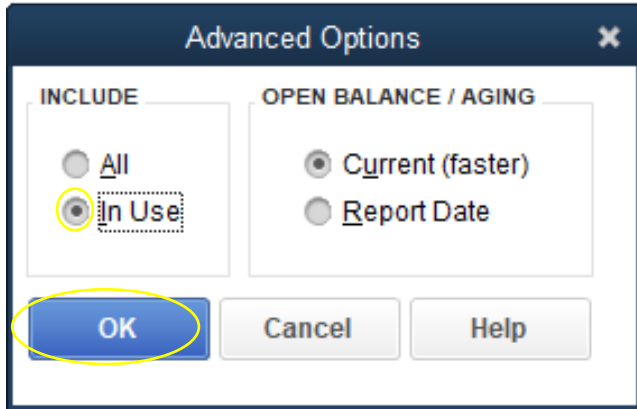 Advanced Options
INCLUDE
All
In Use
OPEN BALANCE / AGING
Current (faster)
Report Date
OK
Cancel
Help